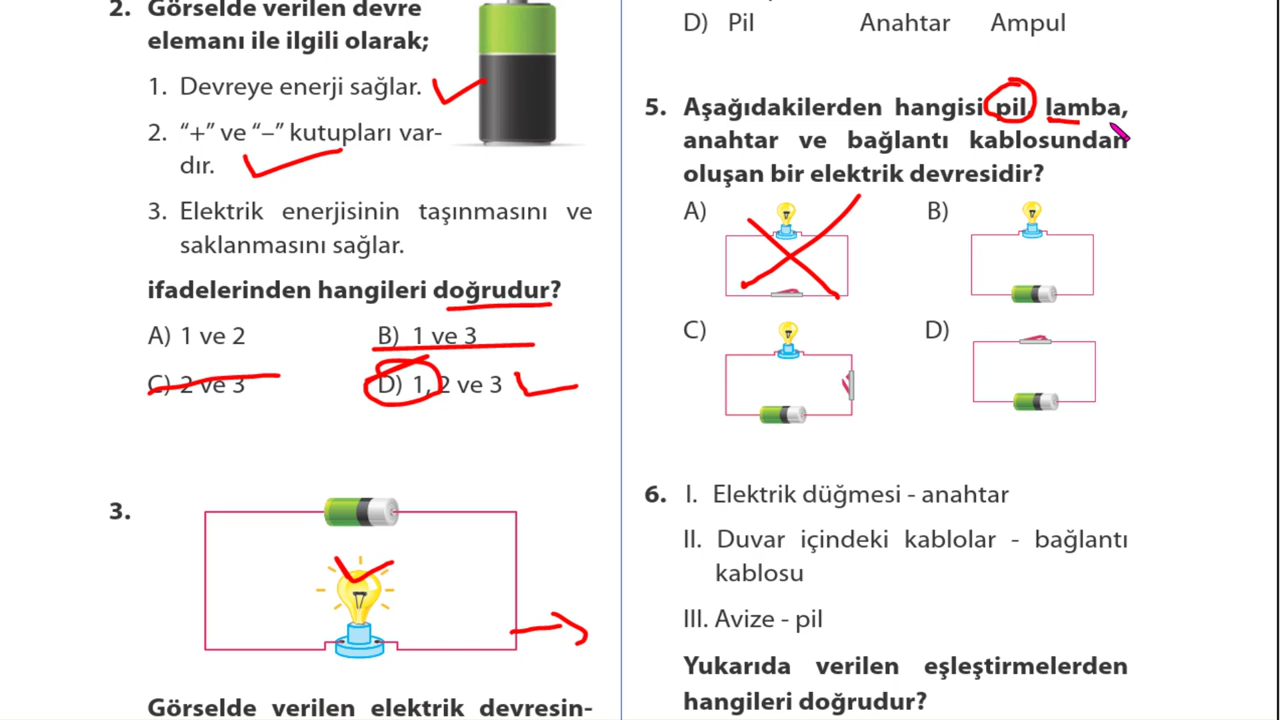 2. Görselde verilen devre
elemanı ile ilgili olarak;
1. Devreye enerji sağlar.
2. “+” ve “–” kutupları var-
dır.
3. Elektrik enerjisinin taşınmasını ve
saklanmasını sağlar.
ifadelerinden hangileri doğrudur?
A) 1 ve 2
B) 1 ve 3
C) 2 ve 3
D) 1, 2 ve 3
3.
Görselde verilen elektrik devresin-
D) Pil Anahtar Ampul
5. Aşağıdakilerden hangisi pil, lamba,
anahtar ve bağlantı kablosundan
oluşan bir elektrik devresidir?
A)
B)
C)
D)
6. I. Elektrik düğmesi - anahtar
II. Duvar içindeki kablolar - bağlantı
kablosu
III. Avize - pil
Yukarıda verilen eşleştirmelerden
hangileri doğrudur?